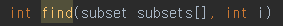 int find(subset subsets[], int i)